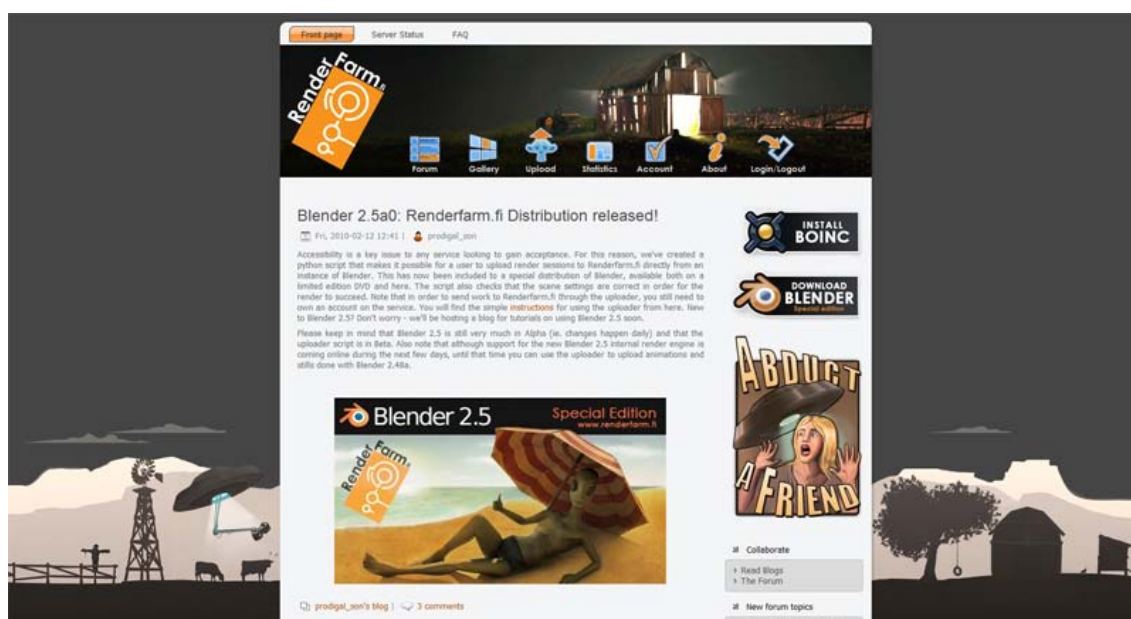 Front page Server Status FAQ
Render Farm.fi
Forum Gallery Upload Statistics Account About Login/Logout
Blender 2.5a0: Renderfarm.fi Distribution released!
Fri, 2010-02-12 12:41 | prodigal_son
Accessibility is a key issue to any service looking to gain acceptance. For this reason, we've created a
python script that makes it possible for a user to upload render sessions to Renderfarm.fi directly from an
instance of Blender. This has now been included to a special distribution of Blender, available both on a
limited edition DVD and here. The script also checks that the scene settings are correct in order for the
render to succeed. Note that in order to send work to Renderfarm.fi through the uploader, you still need to
own an account on the service. You will find the simple instructions for using the uploader from here. New
to Blender 2.5? Don't worry - we'll be hosting a blog for tutorials on using Blender 2.5 soon.
Please keep in mind that Blender 2.5 is still very much in Alpha (ie. changes happen daily) and that the
uploader script is in Beta. Also note that although support for the new Blender 2.5 internal render engine is
coming online during the next few days, until that time you can use the uploader to upload animations and
stills done with Blender 2.48a.
Blender 2.5 Special Edition
www.renderfarm.fi
Render Farm.fi
prodigal_son's blog | 3 comments
INSTALL
BOINC
DOWNLOAD
BLENDER
Special edition
ABDUCT
A FRIEND
Collaborate
Read Blogs
The Forum
New forum topics